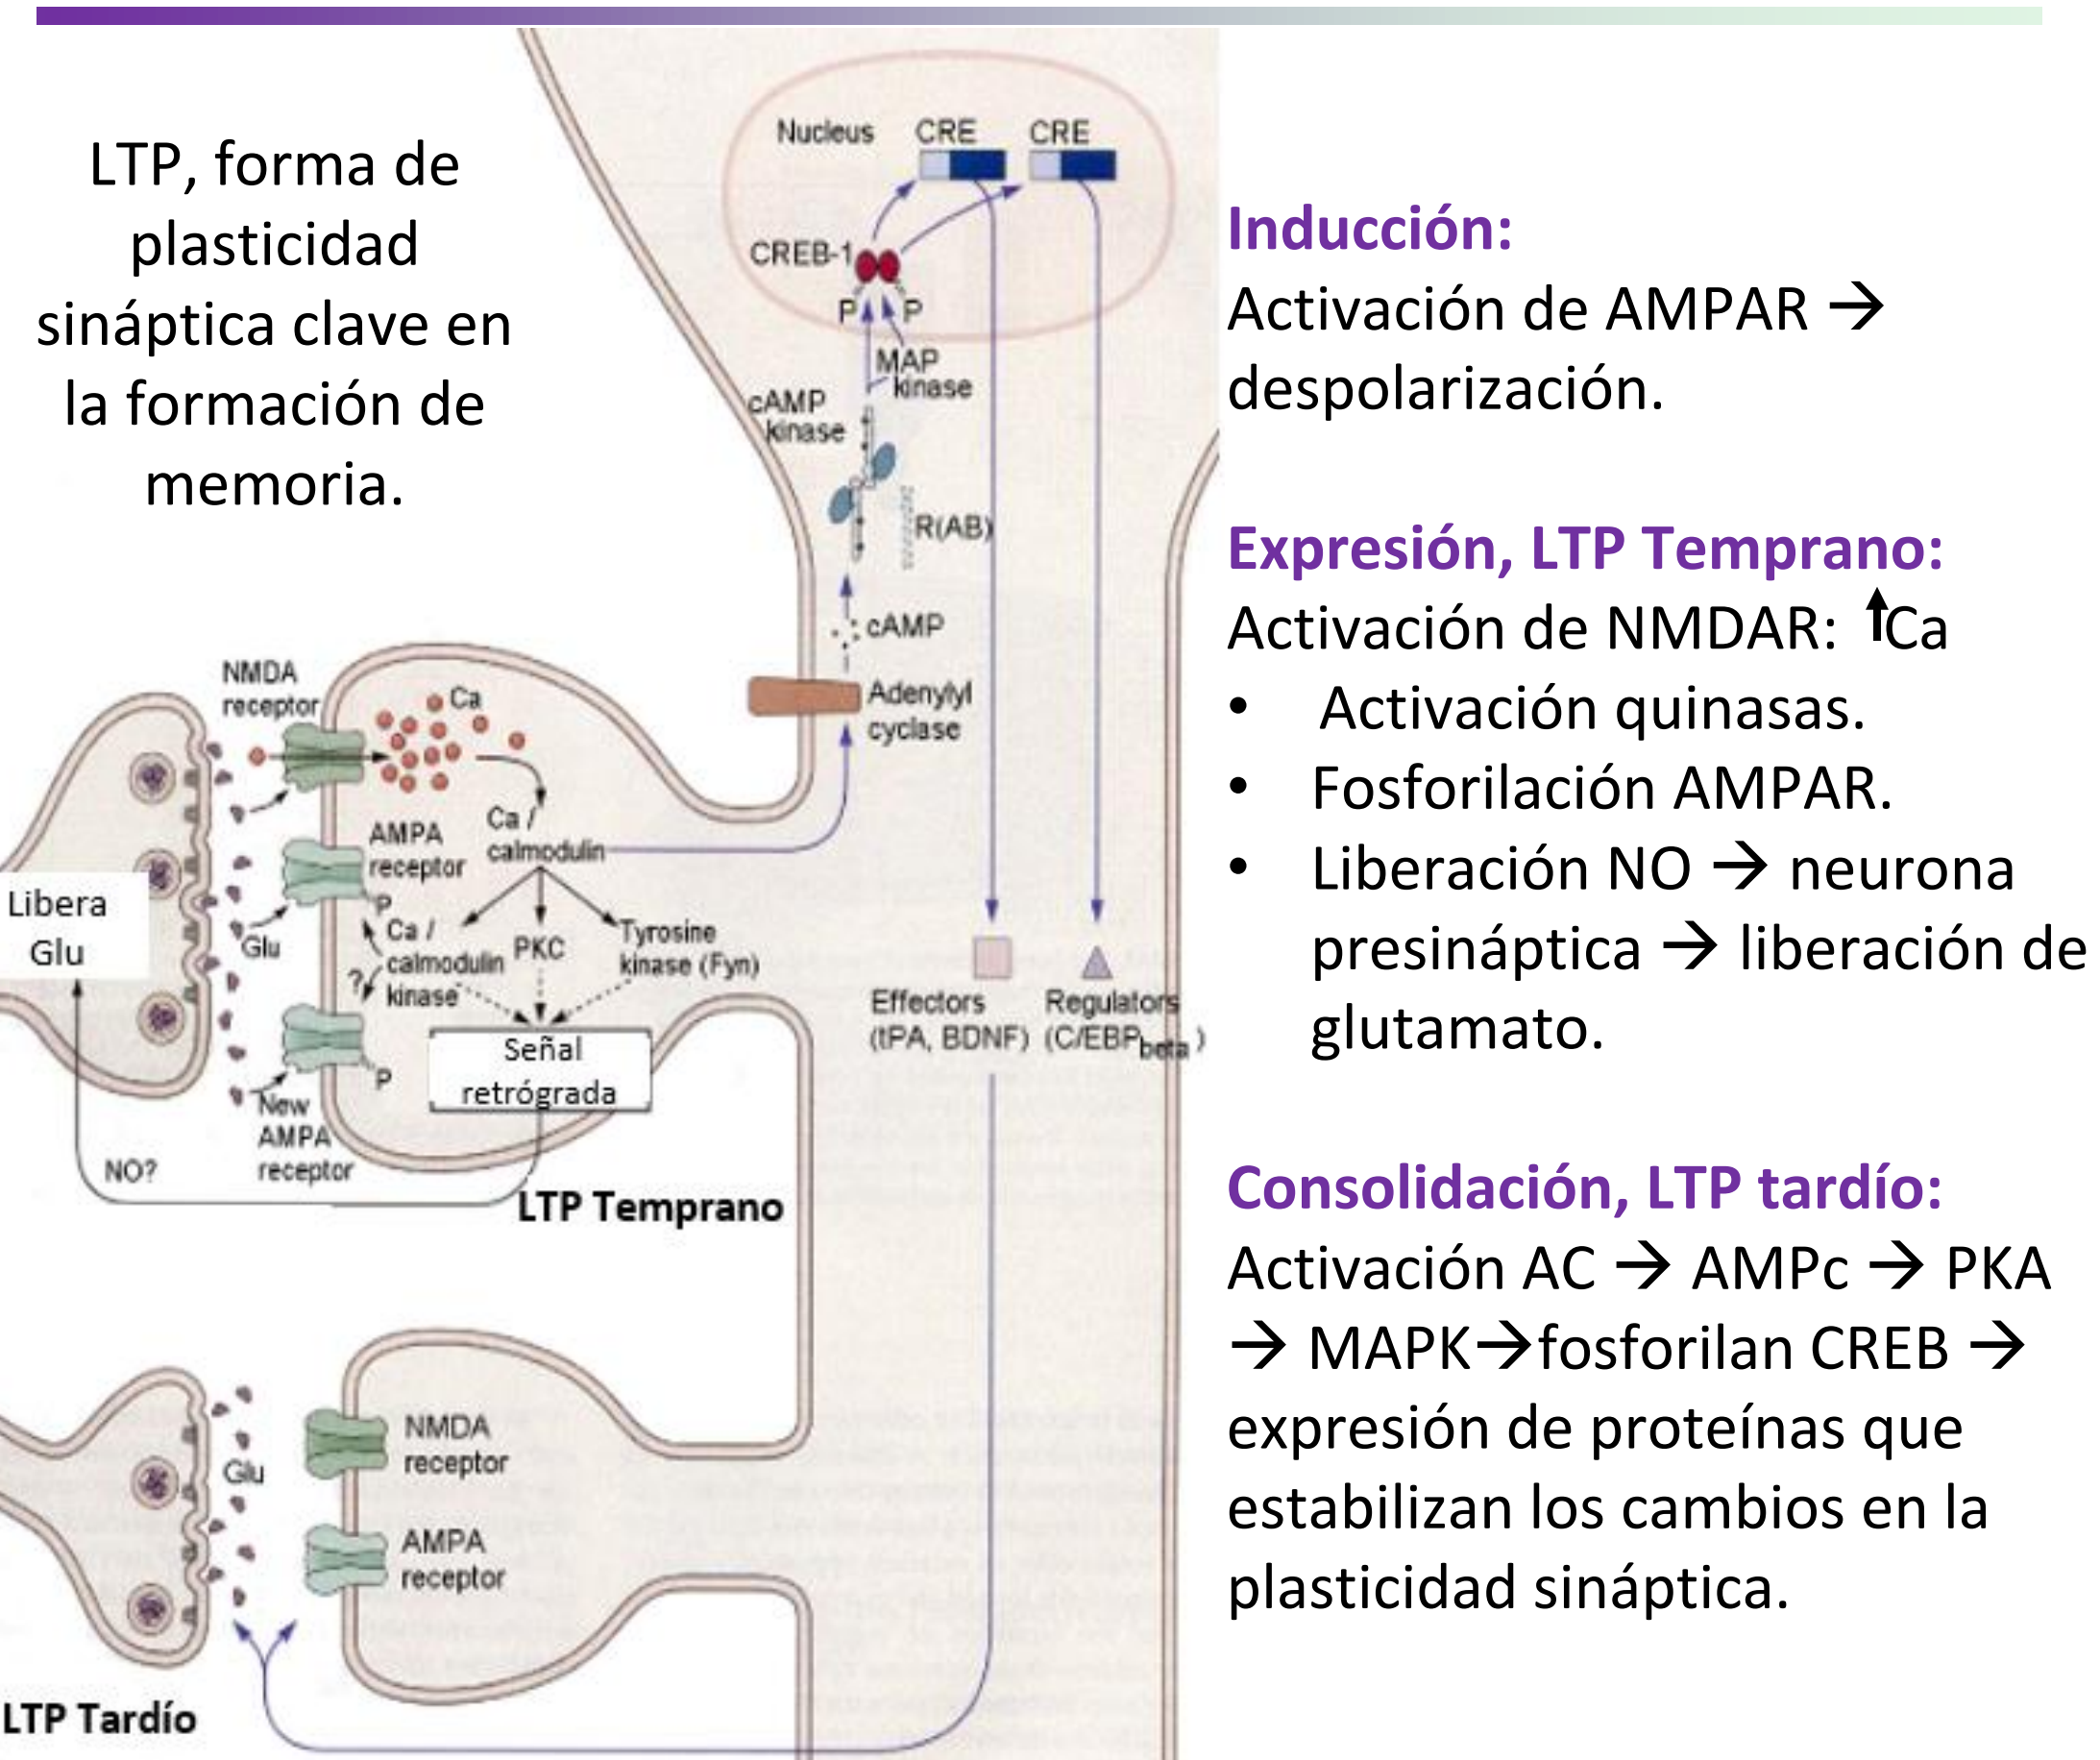 LTP, forma de
plasticidad
sináptica clave en
la formación de
memoria.
Nucleus
CRE
CRE
CREB-1
P
P
MAP
kinase
cAMP
kinase
R(AB)
cAMP
Adenylyl
cyclase
NMDA
receptor
Ca
Ca /
calmodulin
AMPA
receptor
P
Libera
Glu
Glu
Ca /
calmodulin
kinase
?
PKC
Tyrosine
kinase (Fyn)
Señal
retrógrada
P
New
AMPA
receptor
NO?
LTP Temprano
Effectors
(tPA, BDNF)
Regulators
(C/EBPbeta )
NMDA
receptor
Glu
AMPA
receptor
LTP Tardío
Inducción:
Activación de AMPAR →
despolarización.
Expresión, LTP Temprano:
Activación de NMDAR: ↑Ca
• Activación quinasas.
• Fosforilación AMPAR.
• Liberación NO → neurona
presináptica → liberación de
glutamato.
Consolidación, LTP tardío:
Activación AC → AMPc → PKA
→ MAPK→fosforilan CREB →
expresión de proteínas que
estabilizan los cambios en la
plasticidad sináptica.